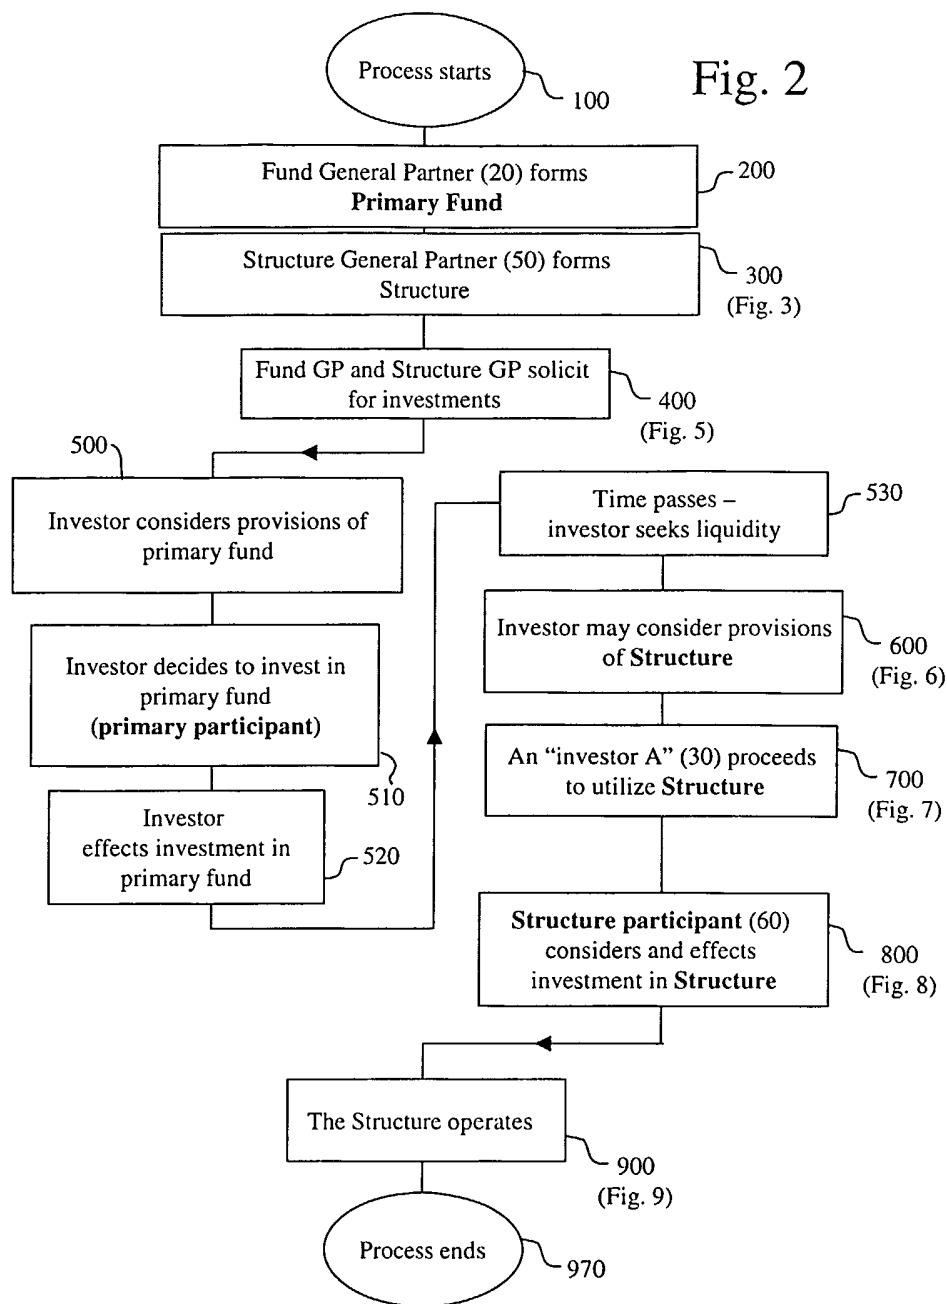 Fig. 2
Process starts
100
Fund General Partner (20) forms
Primary Fund
200
Structure General Partner (50) forms
Structure
300
(Fig. 3)
Fund GP and Structure GP solicit
for investments
400
(Fig. 5)
500
Investor considers provisions of
primary fund
Investor decides to invest in
primary fund
(primary participant)
510
Investor
effects investment in
primary fund
520
Time passes –
investor seeks liquidity
530
Investor may consider provisions
of Structure
600
(Fig. 6)
An “investor A” (30) proceeds
to utilize Structure
700
(Fig. 7)
Structure participant (60)
considers and effects
investment in Structure
800
(Fig. 8)
The Structure operates
900
(Fig. 9)
Process ends
970